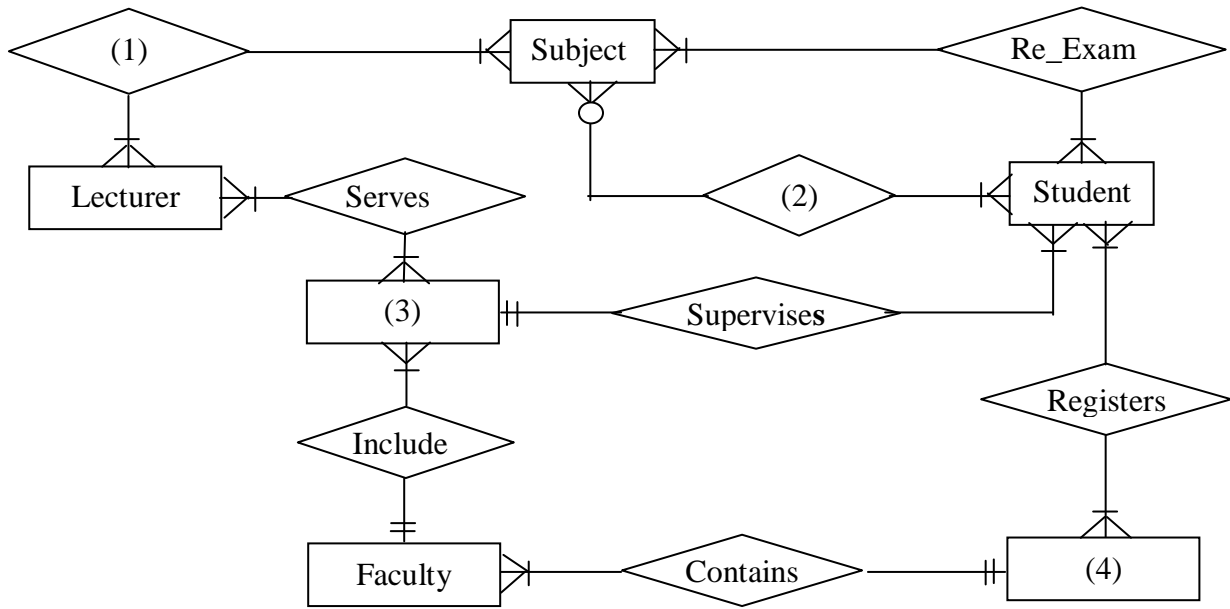 (1)
Subject
Re_Exam
Lecturer
Serves
(2)
Student
(3)
Supervises
Registers
Include
Faculty
Contains
(4)